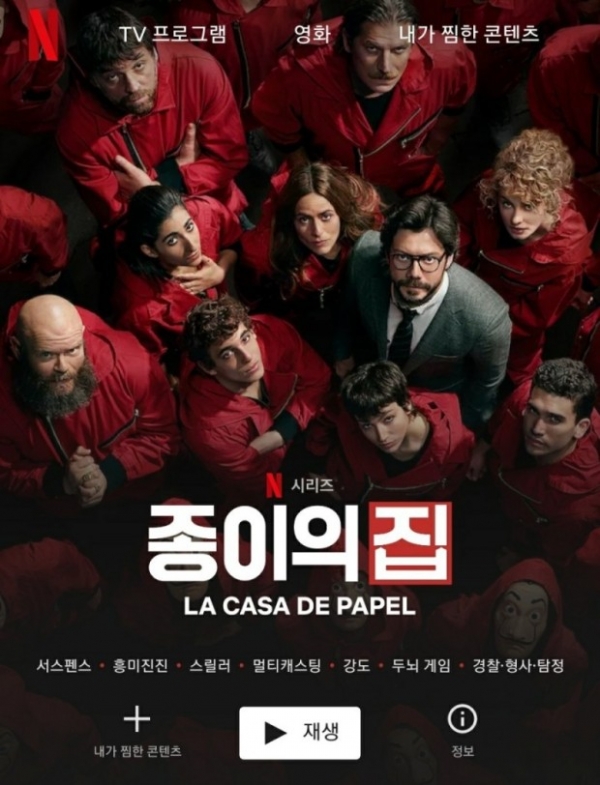 N
TV 프로그램 영화 내가 찜한 콘텐츠
N 시리즈
종이의 집
LA CASA DE PAPEL
서스펜스 • 흥미진진 • 스릴러 • 멀티캐스팅 • 강도 • 두뇌 게임 • 경찰·형사·탐정
내가 찜한 콘텐츠 재생 정보